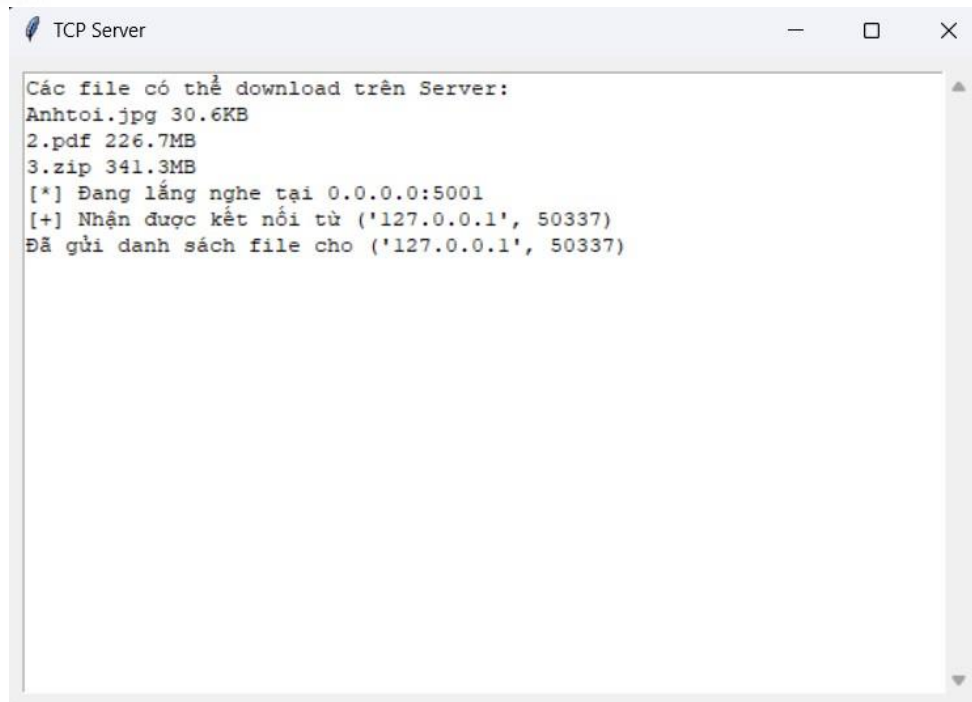 TCP Server
Các file có thể download trên Server:
Anhtoi.jpg 30.6KB
2.pdf 226.7MB
3.zip 341.3MB
[*] Đang lắng nghe tại 0.0.0.0:5001
[+] Nhận được kết nối từ ('127.0.0.1', 50337)
Đã gửi danh sách file cho ('127.0.0.1', 50337)